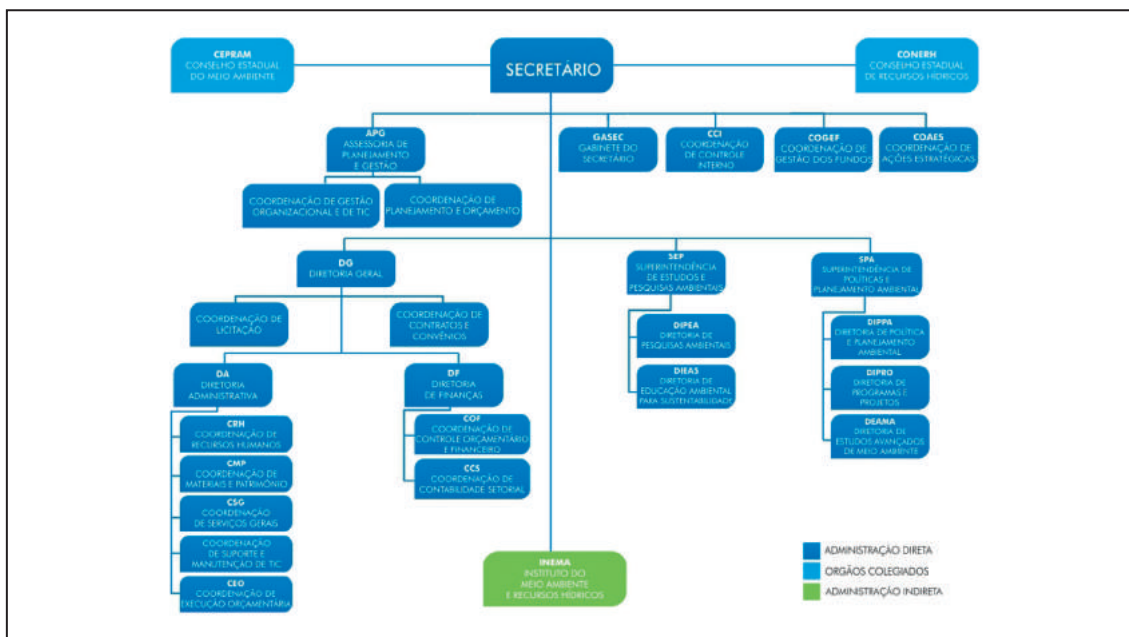 CEPRAM
CONSELHO ESTADUAL
DO MEIO AMBIENTE
SECRETÁRIO
CONERH
CONSELHO ESTADUAL
DE RECURSOS HÍDRICOS
APG
ASSESSORIA DE
PLANEJAMENTO
E GESTÃO
GASEC
GABINETE DO
SECRETÁRIO
CCI
COORDENAÇÃO
DE CONTROLE
INTERNO
COGEF
COORDENAÇÃO DE
GESTÃO DOS FUNDOS
COAES
COORDENAÇÃO DE
AÇÕES ESTRATÉGICAS
COORDENAÇÃO DE GESTÃO
ORGANIZACIONAL E DE TIC
COORDENAÇÃO DE
PLANEJAMENTO E ORÇAMENTO
DG
DIRETORIA GERAL
SEP
SUPERINTENDÊNCIA
DE ESTUDOS E
PESQUISAS AMBIENTAIS
SPA
SUPERINTENDÊNCIA DE
POLÍTICAS E
PLANEJAMENTO AMBIENTAL
COORDENAÇÃO DE
LICITAÇÃO
COORDENAÇÃO DE
CONTRATOS E
CONVÊNIOS
DIPEA
DIRETORIA DE
PESQUISAS AMBIENTAIS
DIPPA
DIRETORIA DE POLÍTICA
E PLANEJAMENTO
AMBIENTAL
DA
DIRETORIA
ADMINISTRATIVA
DF
DIRETORIA
DE FINANÇAS
DIEAS
DIRETORIA DE
EDUCAÇÃO AMBIENTAL
PARA SUSTENTABILIDADE
DIPRO
DIRETORIA DE
PROGRAMAS E
PROJETOS
CRH
COORDENAÇÃO DE
RECURSOS HUMANOS
COF
COORDENAÇÃO DE
CONTROLE ORÇAMENTÁRIO
E FINANCEIRO
DEAMA
DIRETORIA DE
ESTUDOS AVANÇADOS
DE MEIO AMBIENTE
CMP
COORDENAÇÃO DE
MATERIAIS E PATRIMÔNIO
CCS
COORDENAÇÃO DE
CONTABILIDADE SETORIAL
CSG
COORDENAÇÃO
DE SERVIÇOS GERAIS
COORDENAÇÃO
DE SUPORTE E
MANUTENÇÃO DE TIC
CEO
COORDENAÇÃO DE
EXECUÇÃO ORÇAMENTÁRIA
INEMA
INSTITUTO DO
MEIO AMBIENTE
E RECURSOS HÍDRICOS
ADMINISTRAÇÃO DIRETA
ORGÃOS COLEGIADOS
ADMINISTRAÇÃO INDIRETA